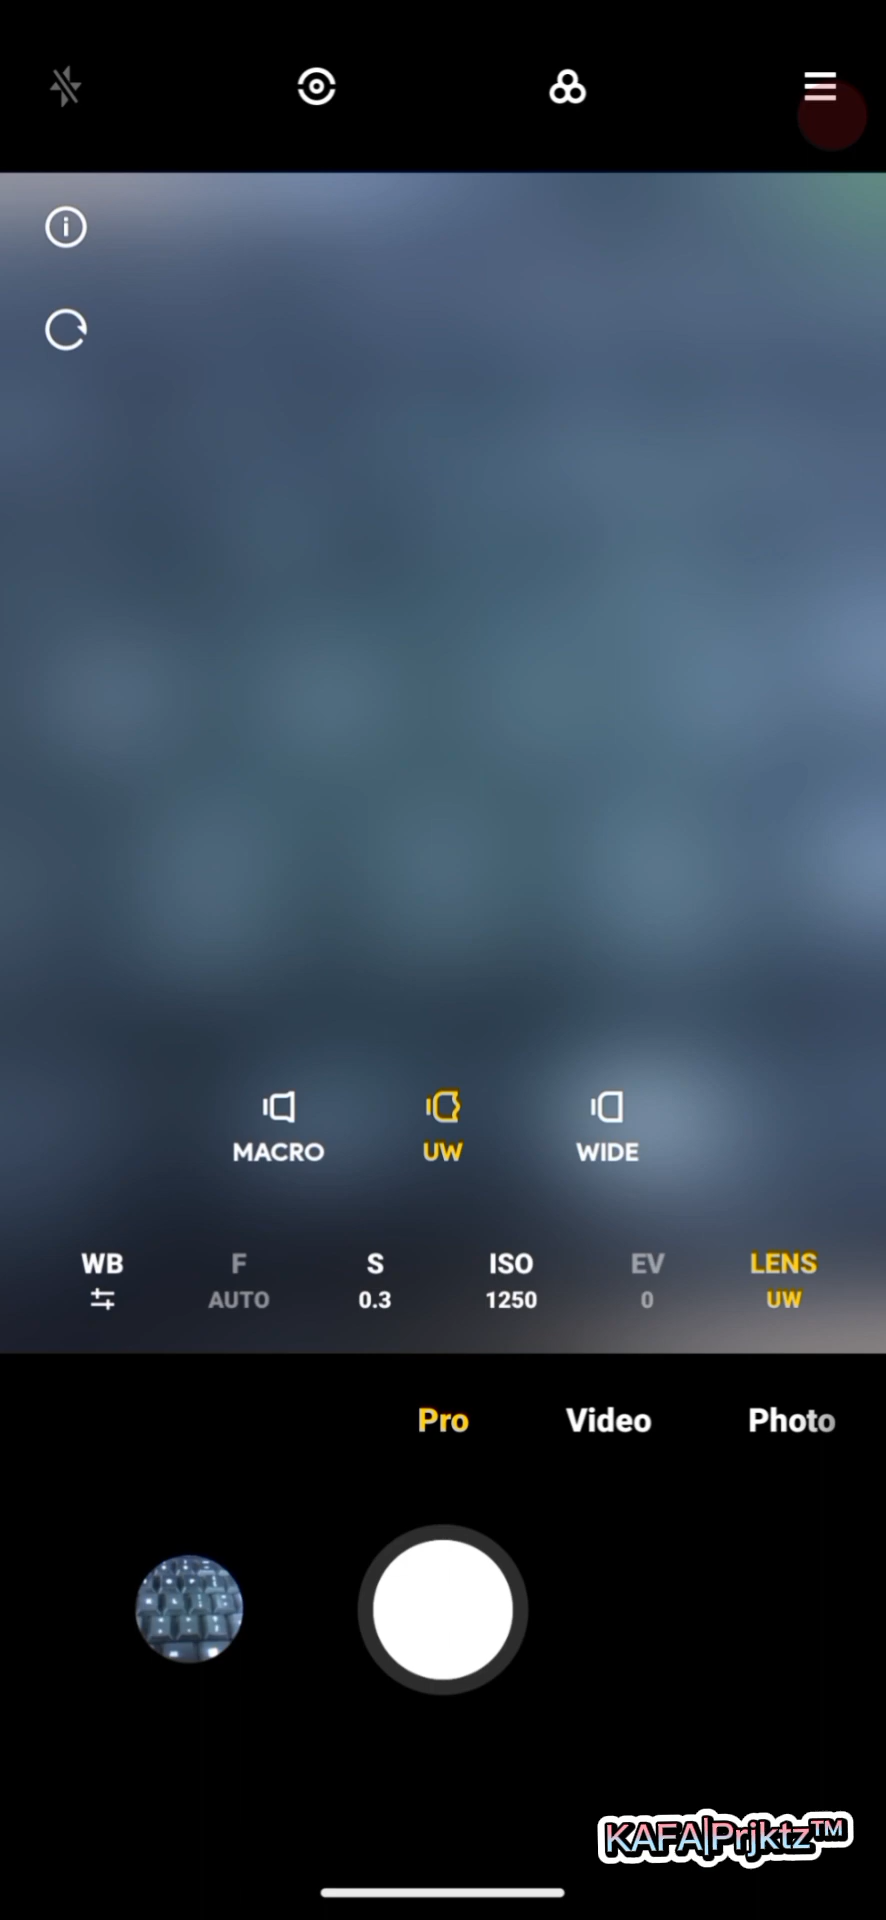 MACRO UW WIDE
WB F S ISO EV LENS
AUTO 0.3 1250 0 UW
Pro Video Photo
KAFA|Prjktz™